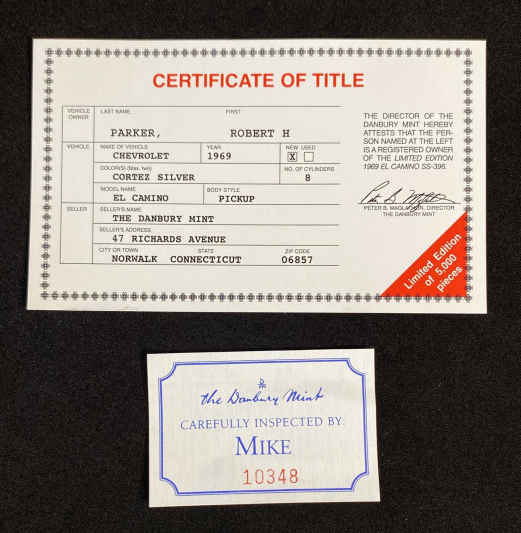 CERTIFICATE OF TITLE
VEHICLE OWNER
LAST NAME FIRST
PARKER, ROBERT H
VEHICLE
MAKE OF VEHICLE YEAR NEW USED
CHEVROLET 1969 X
COLOR(S) (Max. two) NO. OF CYLINDERS
CORTEZ SILVER 8
MODEL NAME BODY STYLE
EL CAMINO PICKUP
SELLER
SELLER'S NAME
THE DANBURY MINT
SELLER'S ADDRESS
47 RICHARDS AVENUE
CITY OR TOWN STATE ZIP CODE
NORWALK CONNECTICUT 06857
THE DIRECTOR OF THE
DANBURY MINT HEREBY
ATTESTS THAT THE PER-
SON NAMED AT THE LEFT
IS A REGISTERED OWNER
OF THE LIMITED EDITION
1969 EL CAMINO SS-396.
PETER B. MAGLATHLIN, DIRECTOR
THE DANBURY MINT
Limited Edition
of 5,000
pieces.
the Danbury Mint
CAREFULLY INSPECTED BY
MIKE
10348